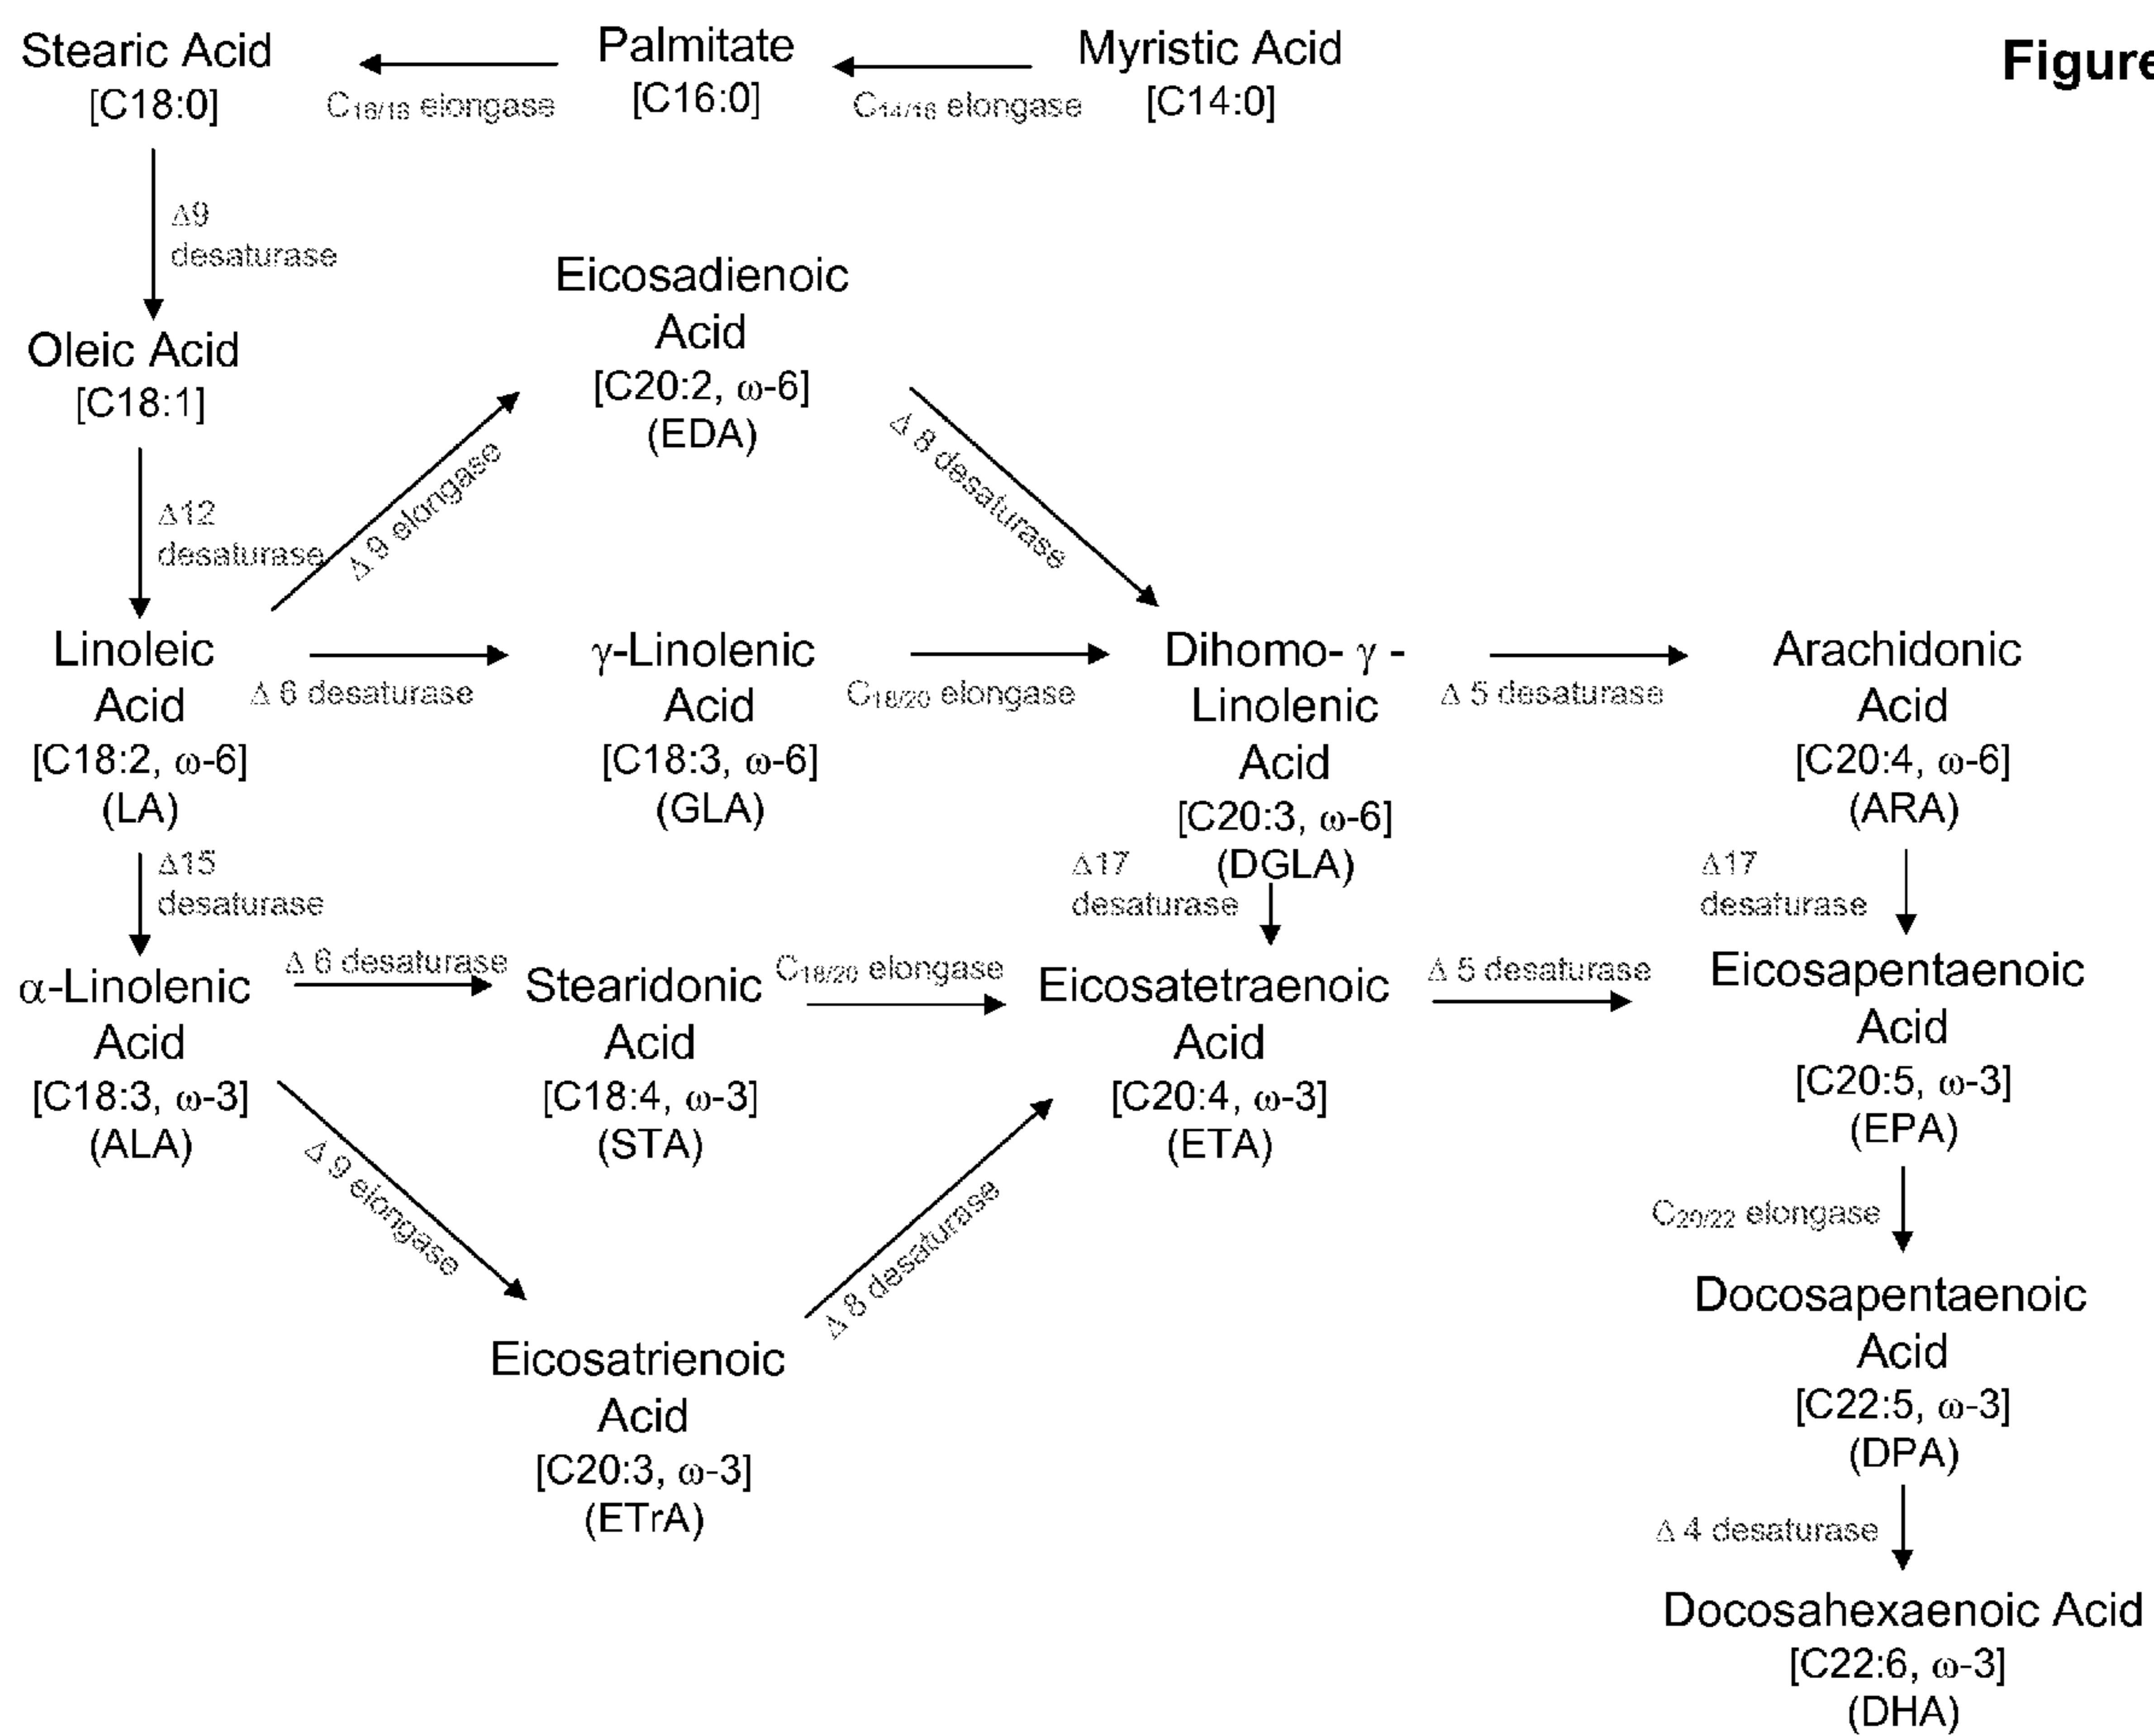 Stearic Acid
[C18:0]
C16/18 elongase
Palmitate
[C16:0]
C14/16 elongase
Myristic Acid
[C14:0]
Figure
Δ9
desaturase
Oleic Acid
[C18:1]
Δ12
desaturase
Eicosadienoic
Acid
[C20:2, ω-6]
(EDA)
Δ 9 elongase
Δ 8 desaturase
Linoleic
Acid
[C18:2, ω-6]
(LA)
Δ 6 desaturase
γ-Linolenic
Acid
[C18:3, ω-6]
(GLA)
C18/20 elongase
Dihomo- γ -
Linolenic
Acid
[C20:3, ω-6]
(DGLA)
Δ 5 desaturase
Arachidonic
Acid
[C20:4, ω-6]
(ARA)
Δ15
desaturase
Δ17
desaturase
Δ17
desaturase
α-Linolenic
Acid
[C18:3, ω-3]
(ALA)
Δ 6 desaturase
Stearidonic
Acid
[C18:4, ω-3]
(STA)
C18/20 elongase
Eicosatetraenoic
Acid
[C20:4, ω-3]
(ETA)
Δ 5 desaturase
Eicosapentaenoic
Acid
[C20:5, ω-3]
(EPA)
Δ 9 elongase
Δ 8 desaturase
C20/22 elongase
Eicosatrienoic
Acid
[C20:3, ω-3]
(ETrA)
Docosapentaenoic
Acid
[C22:5, ω-3]
(DPA)
Δ 4 desaturase
Docosahexaenoic Acid
[C22:6, ω-3]
(DHA)